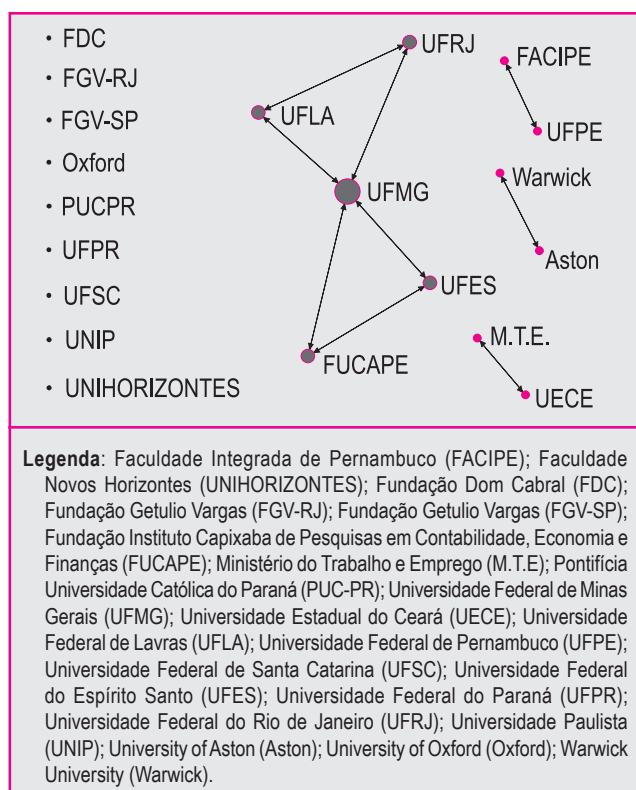 • FDC
• FGV-RJ
• FGV-SP
• Oxford
• PUCPR
• UFPR
• UFSC
• UNIP
• UNIHORIZONTES
UFRJ
UFLA
UFMG
UFES
FUCAPE
FACIPE
UFPE
Warwick
Aston
M.T.E.
UECE
Legenda: Faculdade Integrada de Pernambuco (FACIPE); Faculdade
Novos Horizontes (UNIHORIZONTES); Fundação Dom Cabral (FDC);
Fundação Getulio Vargas (FGV-RJ); Fundação Getulio Vargas (FGV-SP);
Fundação Instituto Capixaba de Pesquisas em Contabilidade, Economia e
Finanças (FUCAPE); Ministério do Trabalho e Emprego (M.T.E); Pontifícia
Universidade Católica do Paraná (PUC-PR); Universidade Federal de Minas
Gerais (UFMG); Universidade Estadual do Ceará (UECE); Universidade
Federal de Lavras (UFLA); Universidade Federal de Pernambuco (UFPE);
Universidade Federal de Santa Catarina (UFSC); Universidade Federal
do Espírito Santo (UFES); Universidade Federal do Paraná (UFPR);
Universidade Federal do Rio de Janeiro (UFRJ); Universidade Paulista
(UNIP); University of Aston (Aston); University of Oxford (Oxford); Warwick
University (Warwick).